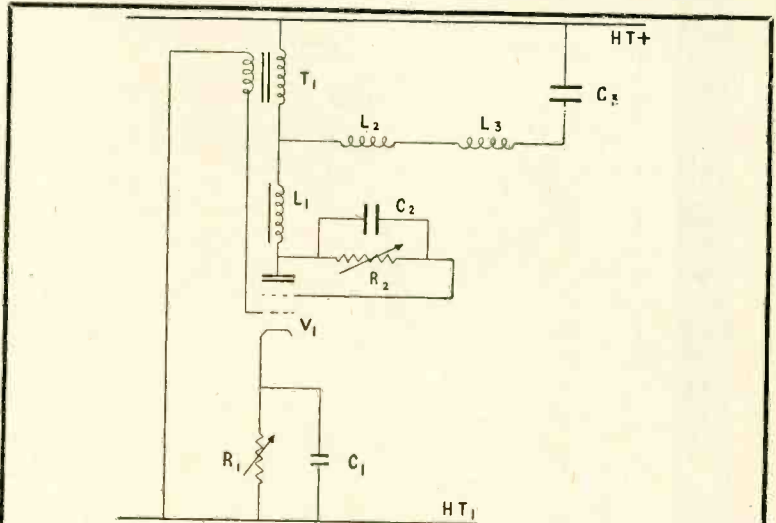 HT+
T₁
C₃
L₂ L₃
L₁
C₂
R₂
V₁
R₁ C₁
HT₁